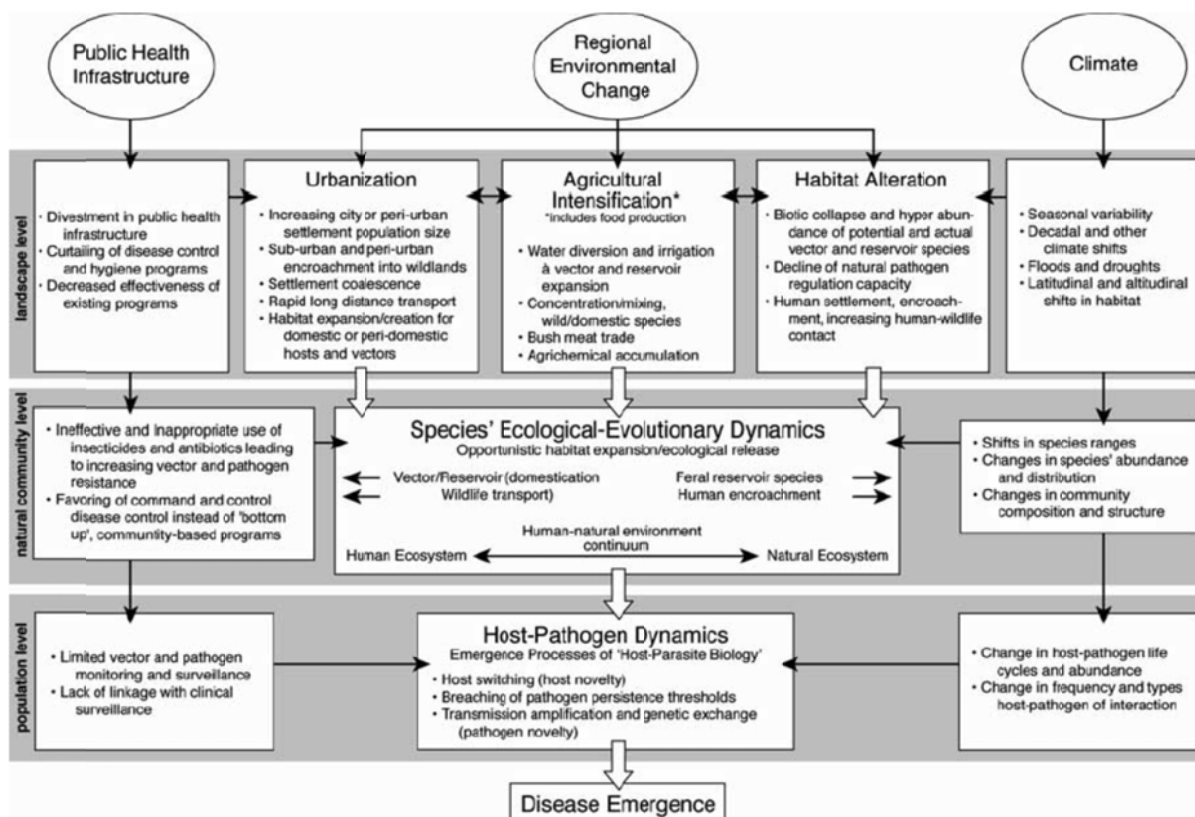 Public Health
Infrastructure
Regional
Environmental
Change
Climate
landscape level
· Divestment in public health
infrastructure
· Curtailing of disease control
and hygiene programs
· Decreased effectiveness of
existing programs
Urbanization
· Increasing city or peri-urban
settlement population size
· Sub-urban and peri-urban
encroachment into wildlands
· Settlement coalescence
· Rapid long distance transport
· Habitat expansion/creation for
domestic or peri-domestic
hosts and vectors
Agricultural
Intensification*
*includes food production
· Water diversion and irrigation
à vector and reservoir
expansion
· Concentration/mixing,
wild/domestic species
· Bush meat trade
· Agrichemical accumulation
Habitat Alteration
· Biotic collapse and hyper abun-
dance of potential and actual
vector and reservoir species
· Decline of natural pathogen
regulation capacity
· Human settlement, encroach-
ment, increasing human-wildlife
contact
· Seasonal variability
· Decadal and other
climate shifts
· Floods and droughts
· Latitudinal and altitudinal
shifts in habitat
natural community level
· Ineffective and Inappropriate use of
insecticides and antibiotics leading
to increasing vector and pathogen
resistance
· Favoring of command and control
disease control instead of 'bottom
up', community-based programs
Species' Ecological-Evolutionary Dynamics
Opportunistic habitat expansion/ecological release
Vector/Reservoir (domestication
Wildlife transport)
Feral reservoir species
Human encroachment
Human-natural environment
continuum
Human Ecosystem
Natural Ecosystem
· Shifts in species ranges
· Changes in species' abundance
and distribution
· Changes in community
composition and structure
population level
· Limited vector and pathogen
monitoring and surveillance
· Lack of linkage with clinical
surveillance
Host-Pathogen Dynamics
Emergence Processes of 'Host-Parasite Biology'
· Host switching (host novelty)
· Breaching of pathogen persistence thresholds
· Transmission amplification and genetic exchange
(pathogen novelty)
· Change in host-pathogen life
cycles and abundance
· Change in frequency and types
host-pathogen of interaction
Disease Emergence